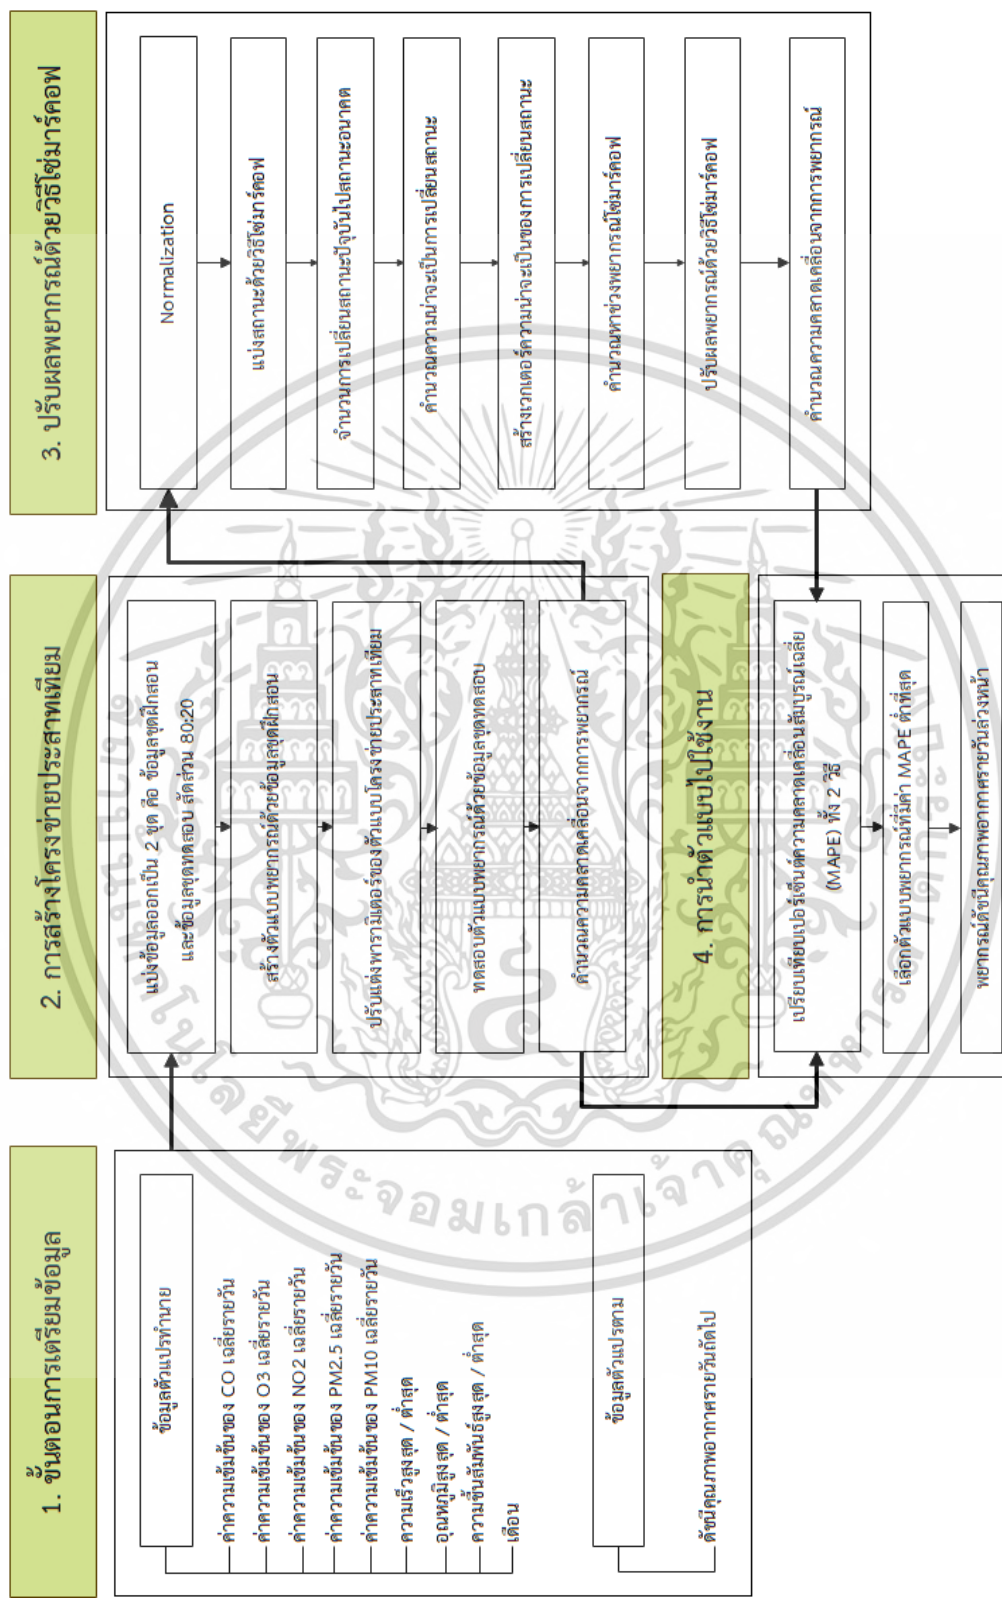 1. ขั้นตอนการเตรียมข้อมูล
ข้อมูลตัวแปรทำนาย
ค่าความเข้มข้นของ CO เฉลี่ยรายวัน
ค่าความเข้มข้นของ O3 เฉลี่ยรายวัน
ค่าความเข้มข้นของ NO2 เฉลี่ยรายวัน
ค่าความเข้มข้นของ PM2.5 เฉลี่ยรายวัน
ค่าความเข้มข้นของ PM10 เฉลี่ยรายวัน
ความเร็วสูงสุด / ต่ำสุด
อุณหภูมิสูงสุด / ต่ำสุด
ความชื้นสัมพันธ์สูงสุด / ต่ำสุด
เดือน
ข้อมูลตัวแปรตาม
ดัชนีคุณภาพอากาศรายวันถัดไป
2. การสร้างโครงข่ายประสาทเทียม
แบ่งข้อมูลออกเป็น 2 ชุด คือ ข้อมูลชุดฝึกสอน
และข้อมูลชุดทดสอบ สัดส่วน 80:20
สร้างตัวแบบพยากรณ์ด้วยข้อมูลชุดฝึกสอน
ปรับแต่งพารามิเตอร์ของตัวแบบโครงข่ายประสาทเทียม
ทดสอบตัวแบบพยากรณ์ด้วยข้อมูลชุดทดสอบ
คำนวณความคลาดเคลื่อนจากการพยากรณ์
3. ปรับผลพยากรณ์ด้วยวิธีโซ่มาร์คอฟ
Normalization
แบ่งสถานะด้วยวิธีโซ่มาร์คอฟ
จำนวนการเปลี่ยนสถานะปัจจุบันไปสถานะอนาคต
คำนวณความน่าจะเป็นการเปลี่ยนสถานะ
สร้างเวกเตอร์ความน่าจะเป็นของการเปลี่ยนสถานะ
คำนวณหาช่วงพยากรณ์โซ่มาร์คอฟ
ปรับผลพยากรณ์ด้วยวิธีโซ่มาร์คอฟ
คำนวณความคลาดเคลื่อนจากการพยากรณ์
4. การนำตัวแบบไปใช้งาน
เปรียบเทียบเปอร์เซ็นต์ความคลาดเคลื่อนสัมบูรณ์เฉลี่ย
(MAPE) ทั้ง 2 วิธี
เลือกตัวแบบพยากรณ์ที่มีค่า MAPE ต่ำที่สุด
พยากรณ์ดัชนีคุณภาพอากาศรายวันล่วงหน้า